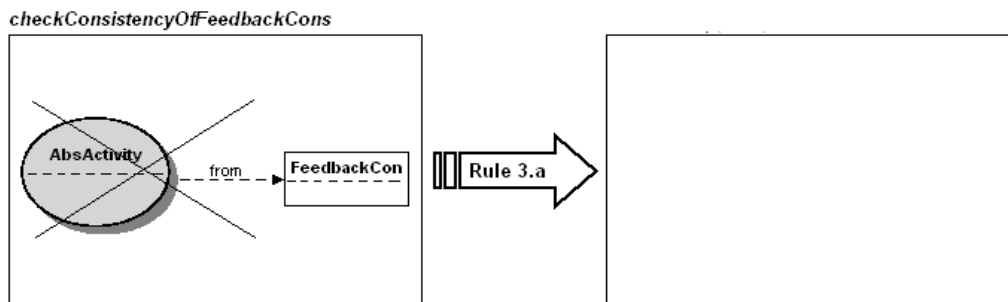 checkConsistencyOfFeedbackCons
AbsActivity
from
FeedbackCon
Rule 3.a